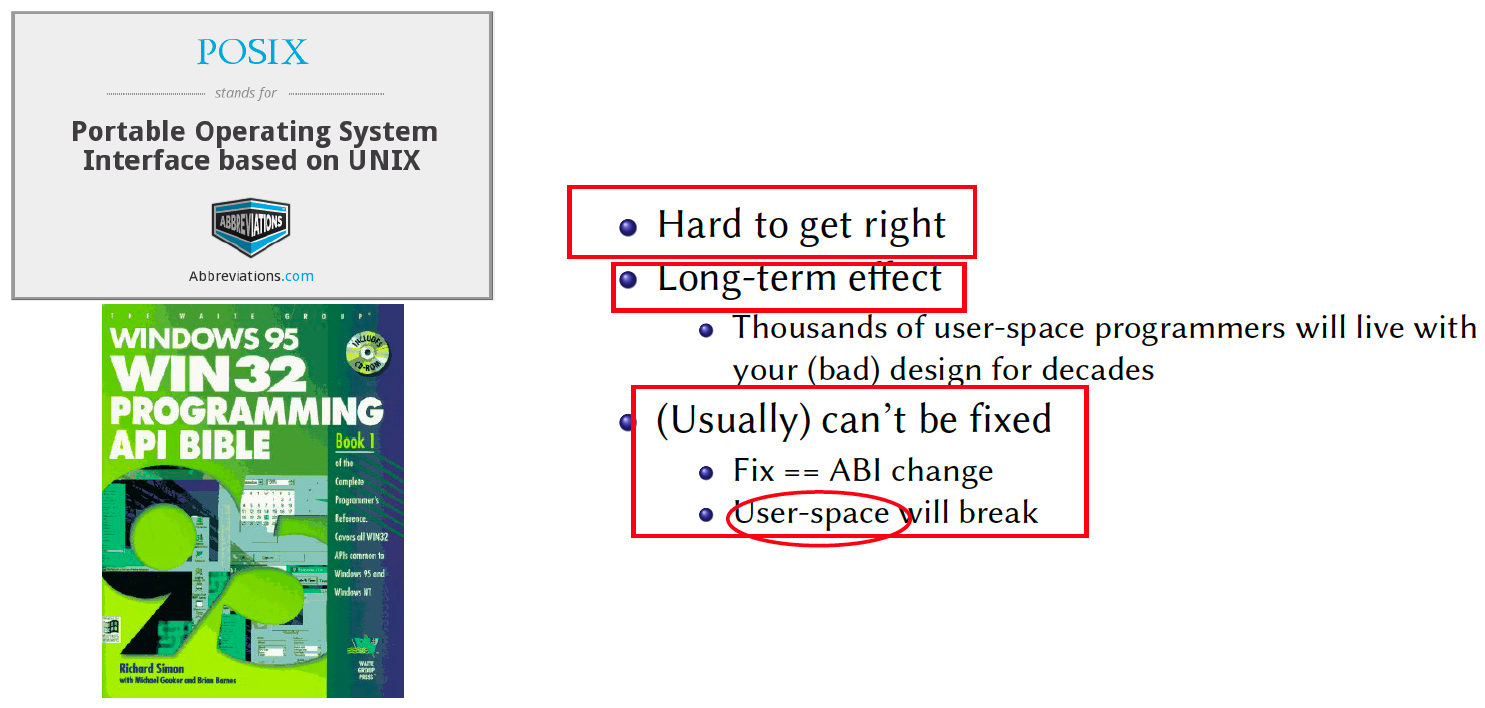 POSIX
stands for
Portable Operating System
Interface based on UNIX
ABBREVIATIONS
Abbreviations.com
THE WAITE GROUP®
WINDOWS 95
WIN32
PROGRAMMING
API BIBLE
INCLUDES
CD-ROM
Book 1
of the
Complete
Programmer's
Reference.
Covers all WIN32
APIs common to
Windows 95 and
Windows NT
Richard Simon
with Michael Gouker and Brian Barnes
WAITE
GROUP
PRESS
Hard to get right
Long-term effect
Thousands of user-space programmers will live with
your (bad) design for decades
(Usually) can't be fixed
Fix == ABI change
User-space will break